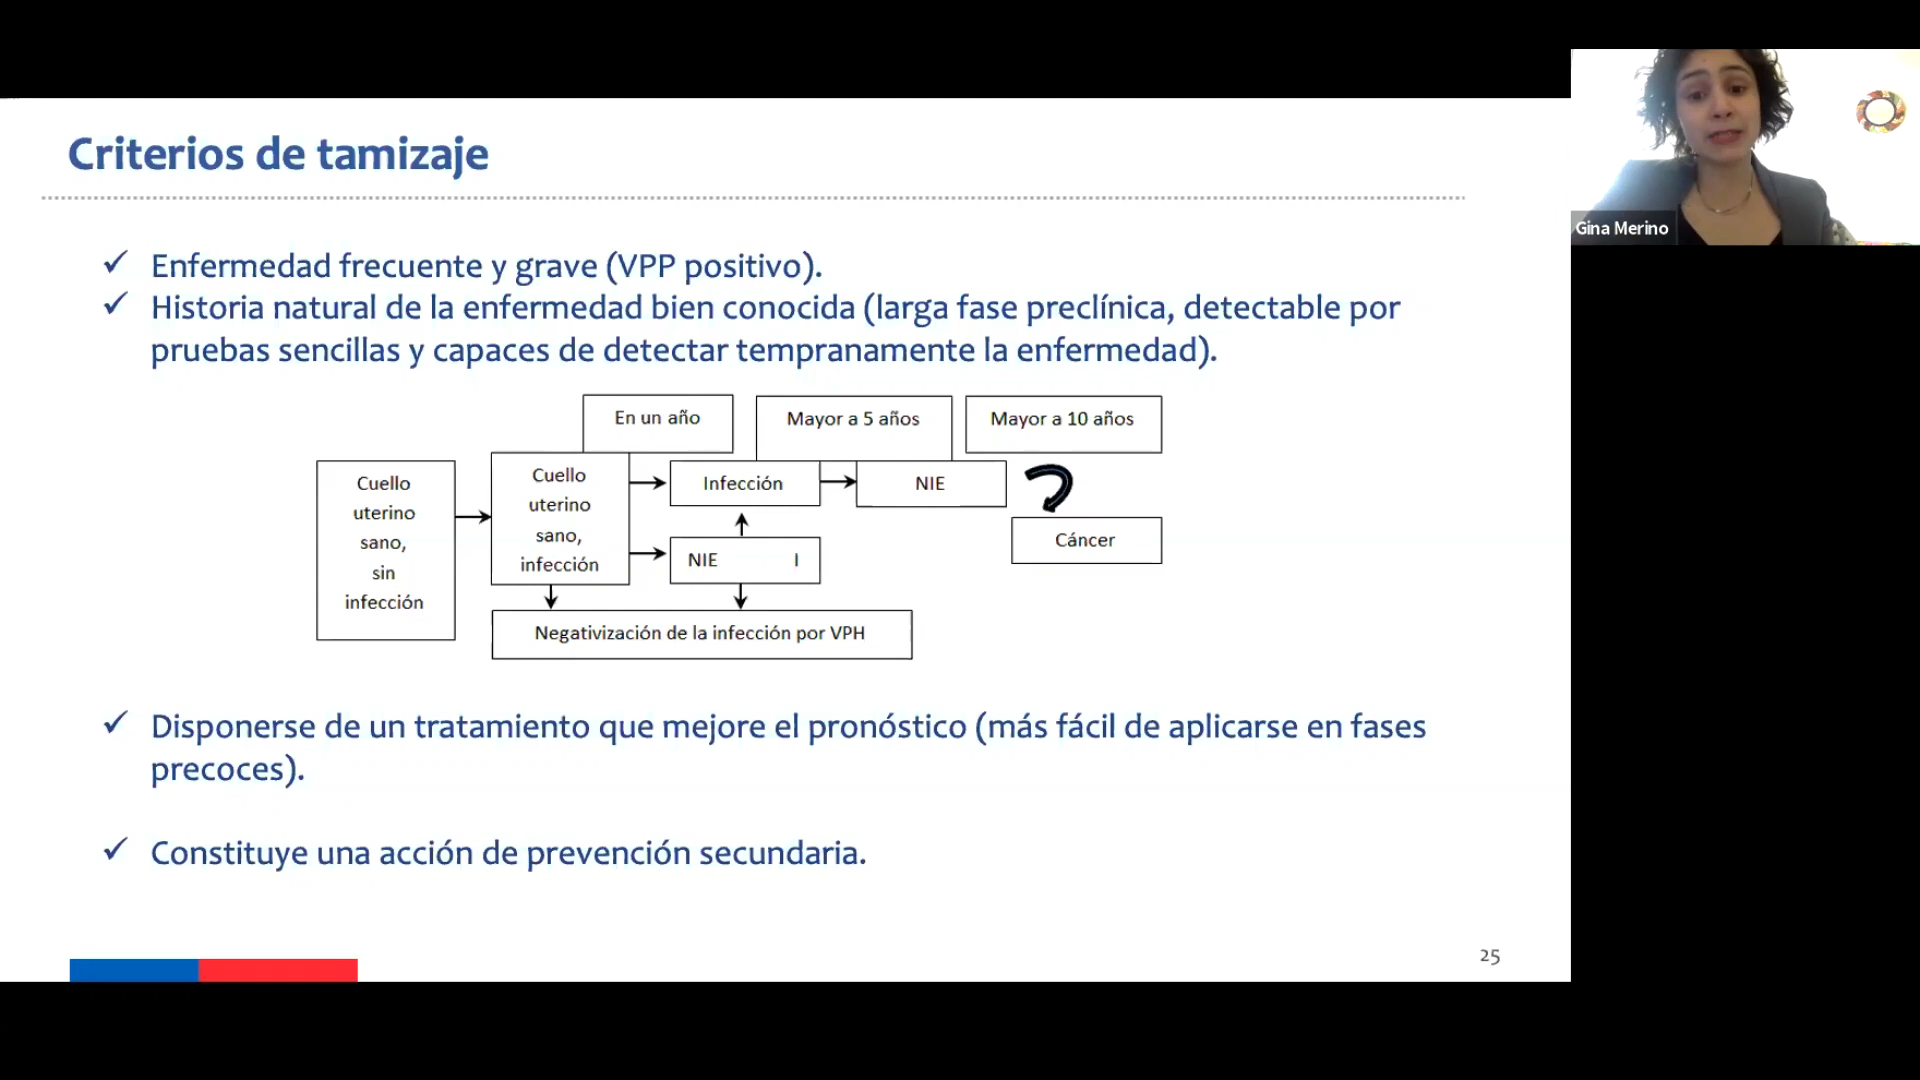 Criterios de tamizaje
Gina Merino
✓ Enfermedad frecuente y grave (VPP positivo).
✓ Historia natural de la enfermedad bien conocida (larga fase preclínica, detectable por
pruebas sencillas y capaces de detectar tempranamente la enfermedad).
En un año
Mayor a 5 años
Mayor a 10 años
Cuello
uterino
sano,
sin
infección
Cuello
uterino
sano,
infección
Infección
NIE
NIE I
Cáncer
Negativización de la infección por VPH
✓ Disponerse de un tratamiento que mejore el pronóstico (más fácil de aplicarse en fases
precoces).
✓ Constituye una acción de prevención secundaria.
25